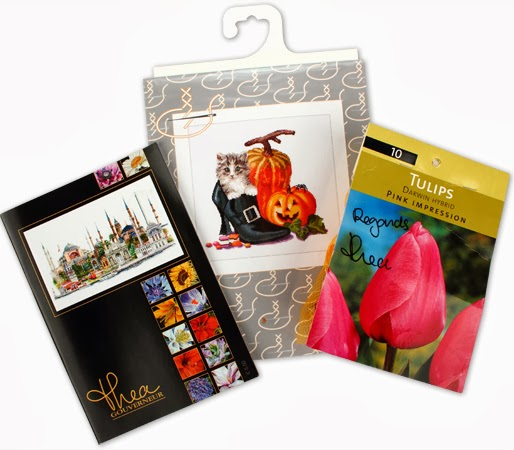 thea
GOUVERNEUR
10
TULIPS
DARWIN HYBRID
PINK IMPRESSION
Regards
thea